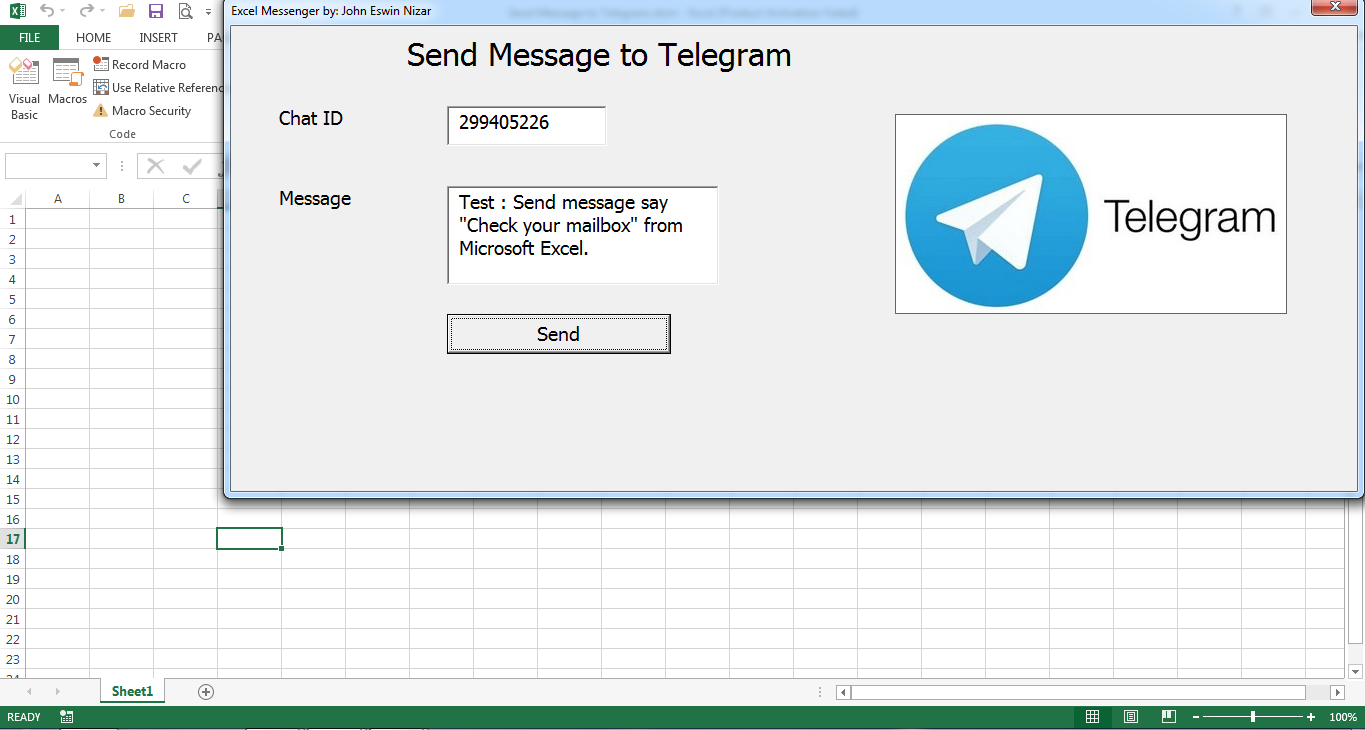 Excel Messenger by: John Eswin Nizar
FILE HOME INSERT PA
Visual Basic
Macros
Record Macro
Use Relative Referenc
Macro Security
Code
Send Message to Telegram
Chat ID
299405226
Message
Test : Send message say
"Check your mailbox" from
Microsoft Excel.
Send
Telegram
A B C
1
2
3
4
5
6
7
8
9
10
11
12
13
14
15
16
17
18
19
20
21
22
23
Sheet1
READY
100%